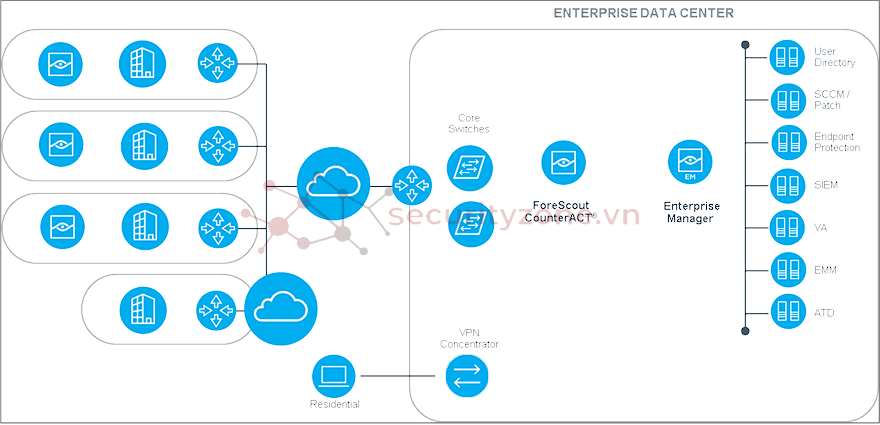 ENTERPRISE DATA CENTER
Core
Switches
ForeScout
CounterACT®
EM
Enterprise
Manager
User
Directory
SCCM /
Patch
Endpoint
Protection
SIEM
VA
EMM
ATD
securityzone.vn
VPN
Concentrator
Residential